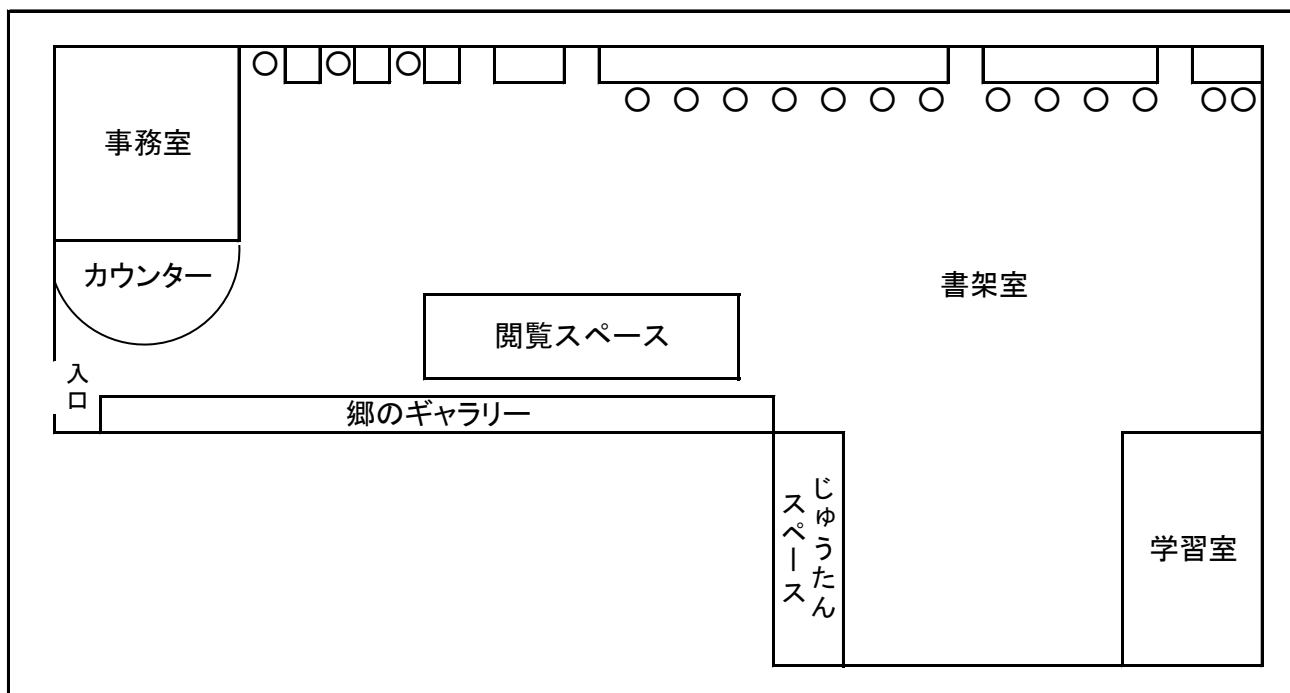 事務室
カウンター
書架室
閲覧スペース
入口
郷のギャラリー
じゅうたん
スペース
学習室